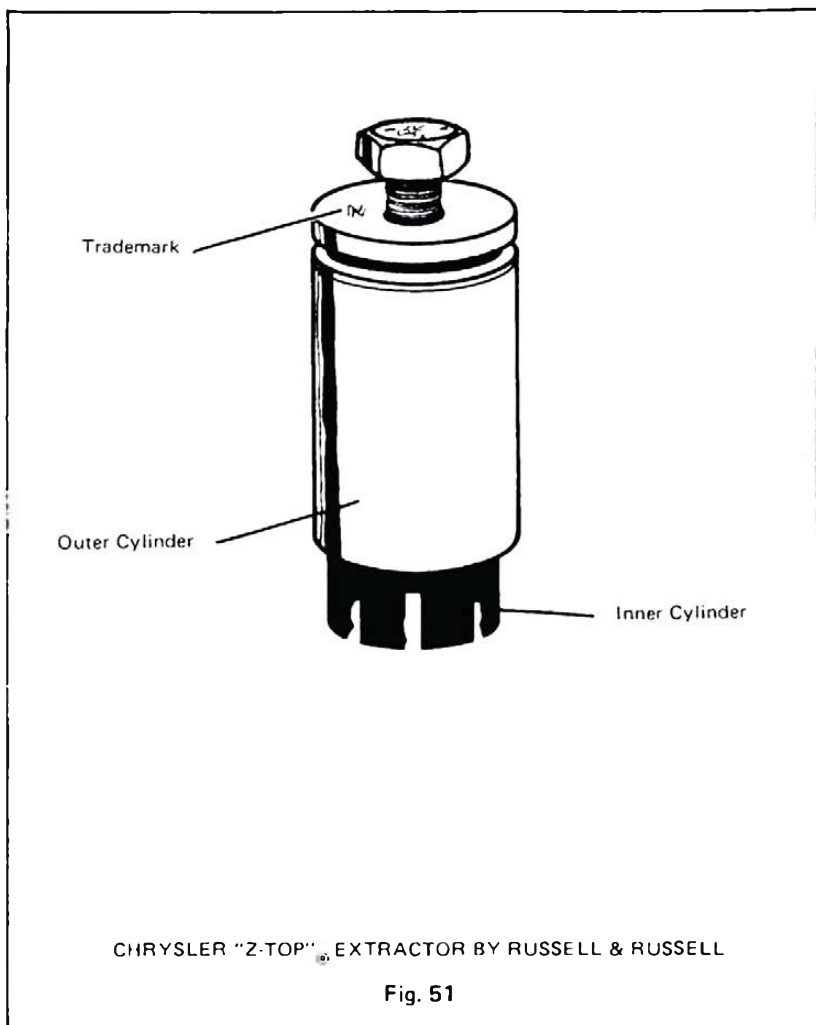 Trademark
Outer Cylinder
Inner Cylinder
CHRYSLER "Z-TOP" EXTRACTOR BY RUSSELL & RUSSELL
Fig. 51